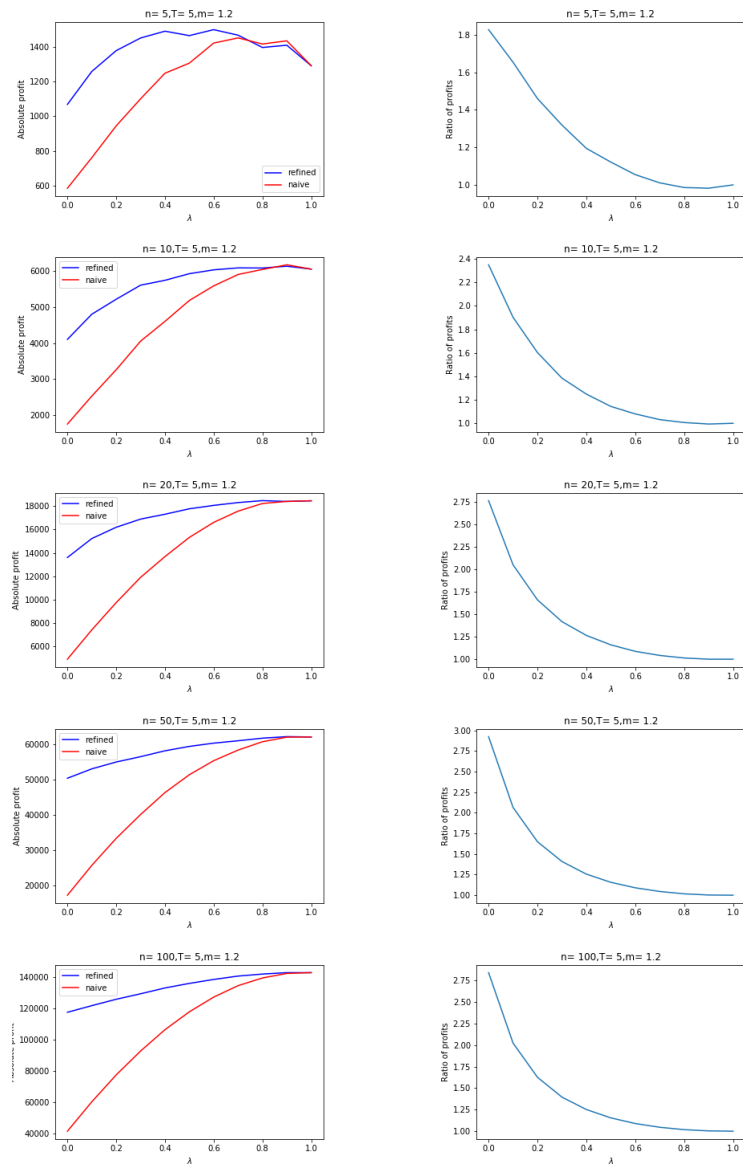 n= 5,T= 5,m= 1.2
Absolute profit
1400
1200
1000
800
600
refined
naive
0.0 0.2 0.4 0.6 0.8 1.0
λ
n= 5,T= 5,m= 1.2
Ratio of profits
1.8
1.6
1.4
1.2
1.0
0.0 0.2 0.4 0.6 0.8 1.0
λ
n= 10,T= 5,m= 1.2
Absolute profit
6000
5000
4000
3000
2000
refined
naive
0.0 0.2 0.4 0.6 0.8 1.0
λ
n= 10,T= 5,m= 1.2
Ratio of profits
2.4
2.2
2.0
1.8
1.6
1.4
1.2
1.0
0.0 0.2 0.4 0.6 0.8 1.0
λ
n= 20,T= 5,m= 1.2
Absolute profit
18000
16000
14000
12000
10000
8000
6000
refined
naive
0.0 0.2 0.4 0.6 0.8 1.0
λ
n= 20,T= 5,m= 1.2
Ratio of profits
2.75
2.50
2.25
2.00
1.75
1.50
1.25
1.00
0.0 0.2 0.4 0.6 0.8 1.0
λ
n= 50,T= 5,m= 1.2
Absolute profit
60000
50000
40000
30000
20000
refined
naive
0.0 0.2 0.4 0.6 0.8 1.0
λ
n= 50,T= 5,m= 1.2
Ratio of profits
3.00
2.75
2.50
2.25
2.00
1.75
1.50
1.25
1.00
0.0 0.2 0.4 0.6 0.8 1.0
λ
n= 100,T= 5,m= 1.2
140000
120000
100000
80000
60000
40000
refined
naive
0.0 0.2 0.4 0.6 0.8 1.0
λ
n= 100,T= 5,m= 1.2
Ratio of profits
2.75
2.50
2.25
2.00
1.75
1.50
1.25
1.00
0.0 0.2 0.4 0.6 0.8 1.0
λ